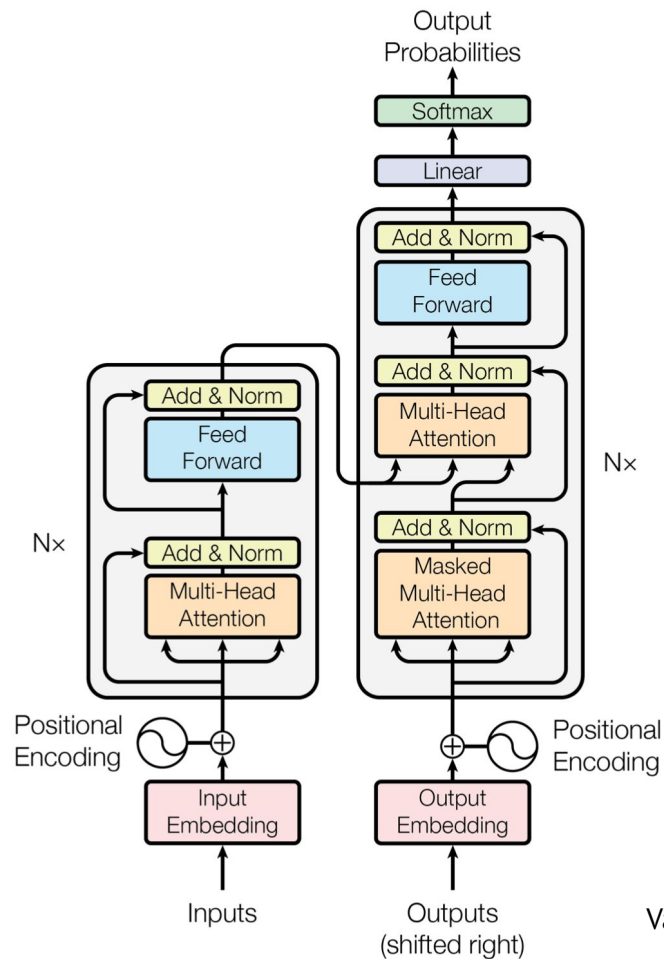 Output
Probabilities
Softmax
Linear
Add & Norm
Feed
Forward
Add & Norm
Multi-Head
Attention
Add & Norm
Masked
Multi-Head
Attention
Nx
Add & Norm
Feed
Forward
Add & Norm
Multi-Head
Attention
Nx
Positional
Encoding
Positional
Encoding
Input
Embedding
Output
Embedding
Inputs
Outputs
(shifted right)